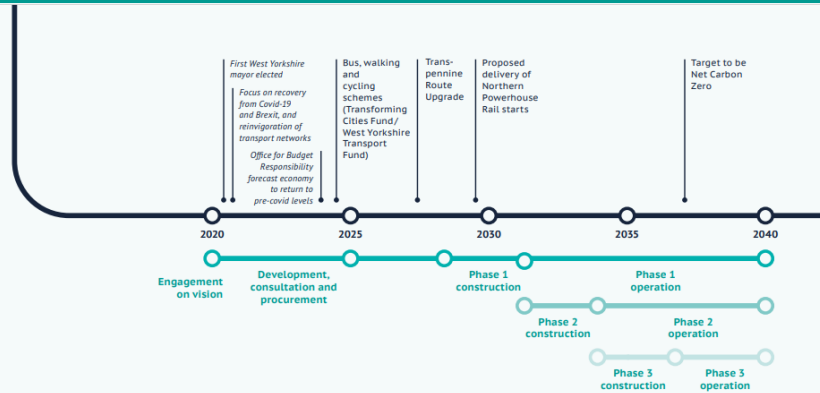 First West Yorkshire
mayor elected
Focus on recovery
from Covid-19
and Brexit, and
reinvigoration of
transport networks
Office for Budget
Responsibility
forecast economy
to return to
pre-covid levels
Bus, walking
and
cycling
schemes
(Transforming
Cities Fund/
West Yorkshire
Transport
Fund)
Trans-
pennine
Route
Upgrade
Proposed
delivery of
Northern
Powerhouse
Rail starts
Target to be
Net Carbon
Zero
2020
2025
2030
2035
2040
Engagement
on vision
Development,
consultation and
procurement
Phase 1
construction
Phase 1
operation
Phase 2
construction
Phase 2
operation
Phase 3
construction
Phase 3
operation